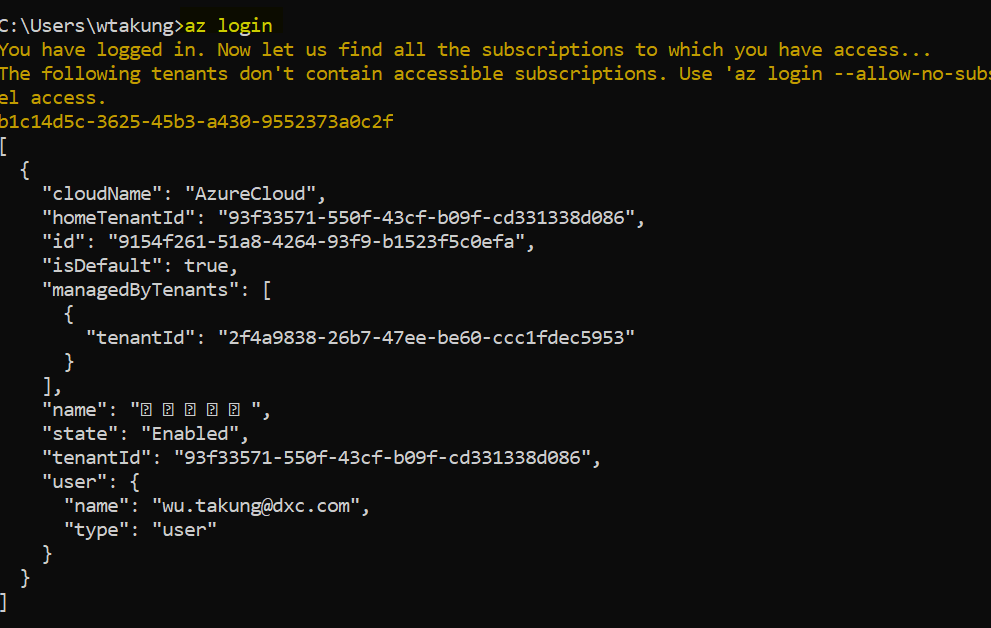 C:\Users\wtakung>az login
You have logged in. Now let us find all the subscriptions to which you have access...
The following tenants don't contain accessible subscriptions. Use 'az login --allow-no-subs
el access.
b1c14d5c-3625-45b3-a430-9552373a0c2f
[
  {
    "cloudName": "AzureCloud",
    "homeTenantId": "93f33571-550f-43cf-b09f-cd331338d086",
    "id": "9154f261-51a8-4264-93f9-b1523f5c0efa",
    "isDefault": true,
    "managedByTenants": [
      {
        "tenantId": "2f4a9838-26b7-47ee-be60-ccc1fdec5953"
      }
    ],
    "name": " ",
    "state": "Enabled",
    "tenantId": "93f33571-550f-43cf-b09f-cd331338d086",
    "user": {
      "name": "wu.takung@dxc.com",
      "type": "user"
    }
  }
]